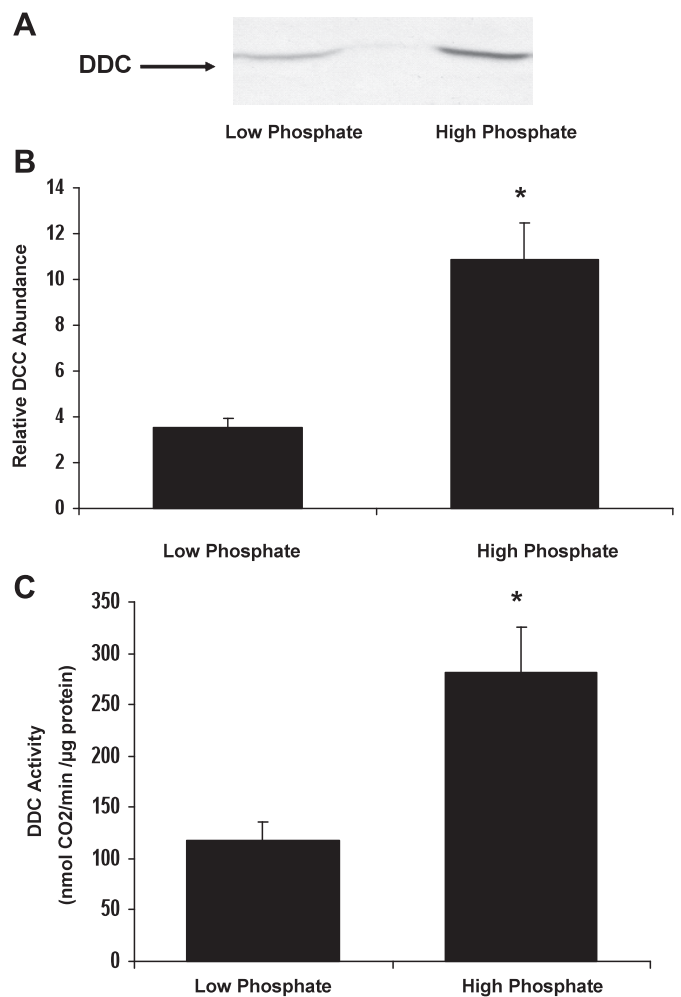 A
DDC
Low Phosphate High Phosphate
B
14
12
10
8
6
4
2
0
Relative DCC Abundance
*
Low Phosphate High Phosphate
C
350
300
250
200
150
100
50
0
DDC Activity
(nmol CO2/min /µg protein)
*
Low Phosphate High Phosphate